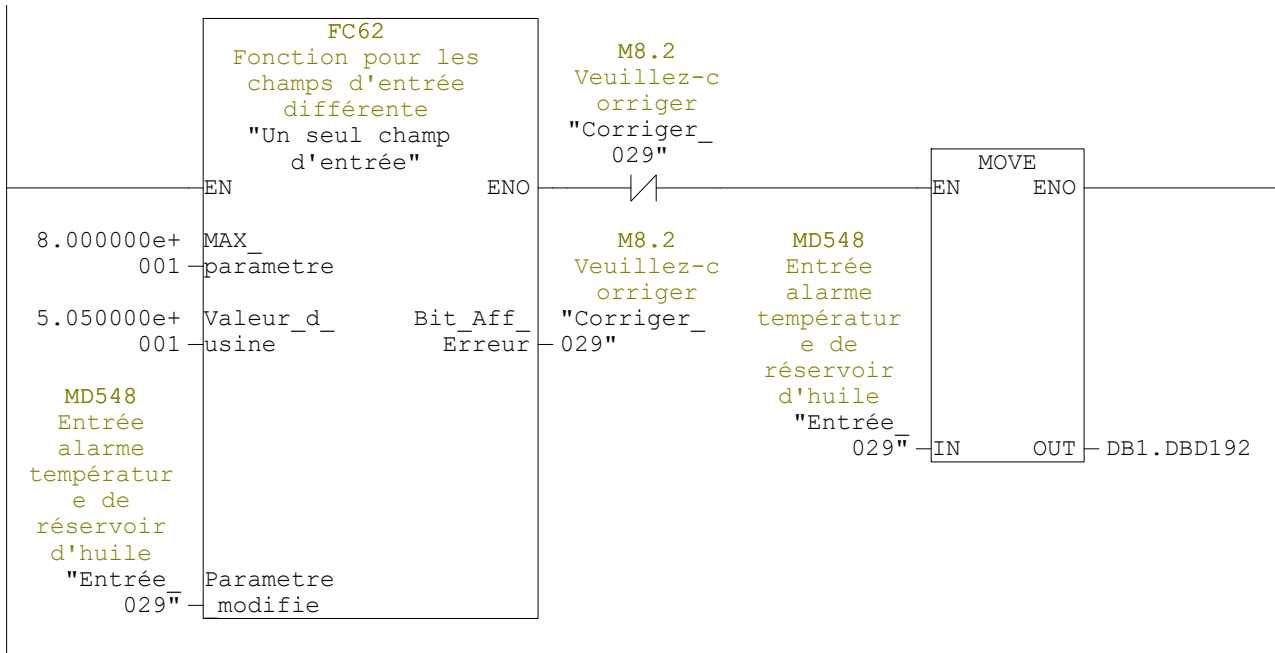 FC62
Fonction pour les
champs d'entrée
différente
"Un seul champ
d'entrée"
EN
ENO
8.000000e+
001
MAX_
parametre
5.050000e+
001
Valeur_d_
usine
Bit_Aff_
Erreur
MD548
Entrée
alarme
températur
e de
réservoir
d'huile
"Entrée_
029"
Parametre
_modifie
M8.2
Veuillez-c
orriger
"Corriger_
029"
M8.2
Veuillez-c
orriger
"Corriger_
029"
MOVE
EN
ENO
MD548
Entrée
alarme
températur
e de
réservoir
d'huile
"Entrée_
029"
IN
OUT
DB1.DBD192